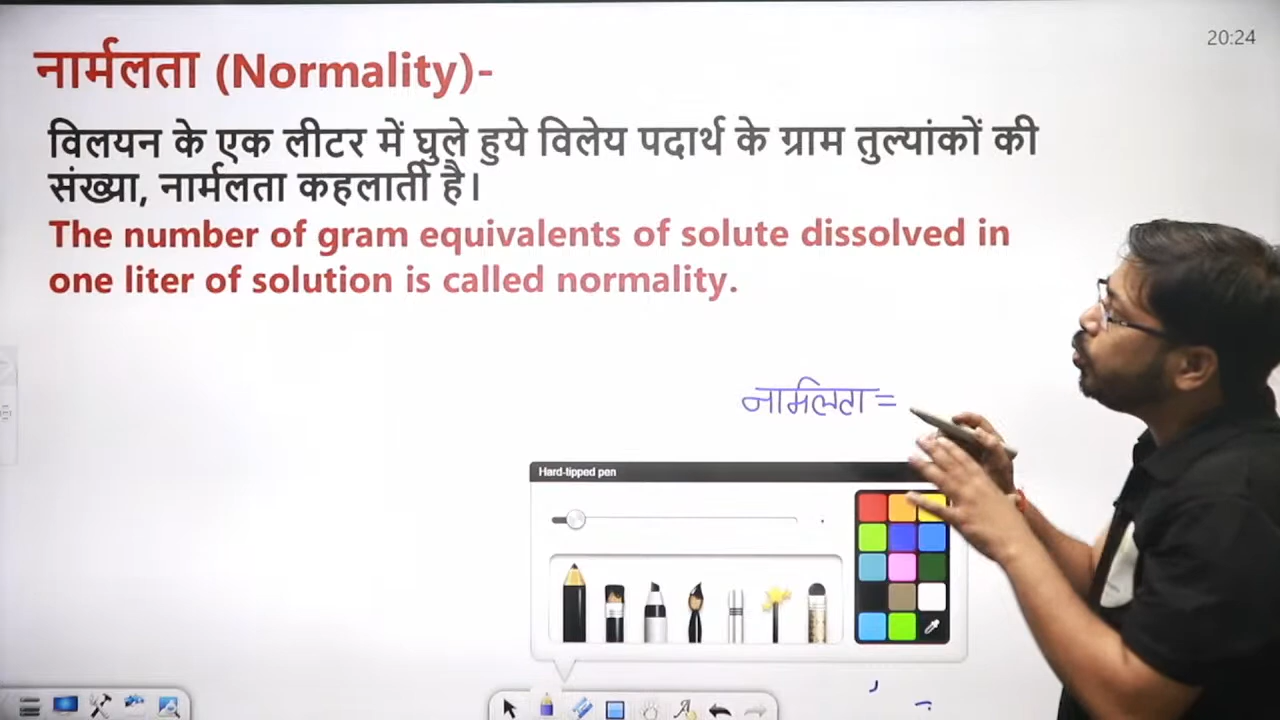 20:24
नार्मलता (Normality)-
विलयन के एक लीटर में घुले हुये विलेय पदार्थ के ग्राम तुल्यांकों की
संख्या, नार्मलता कहलाती है।
The number of gram equivalents of solute dissolved in
one liter of solution is called normality.
नार्मलता =
Hard-tipped pen